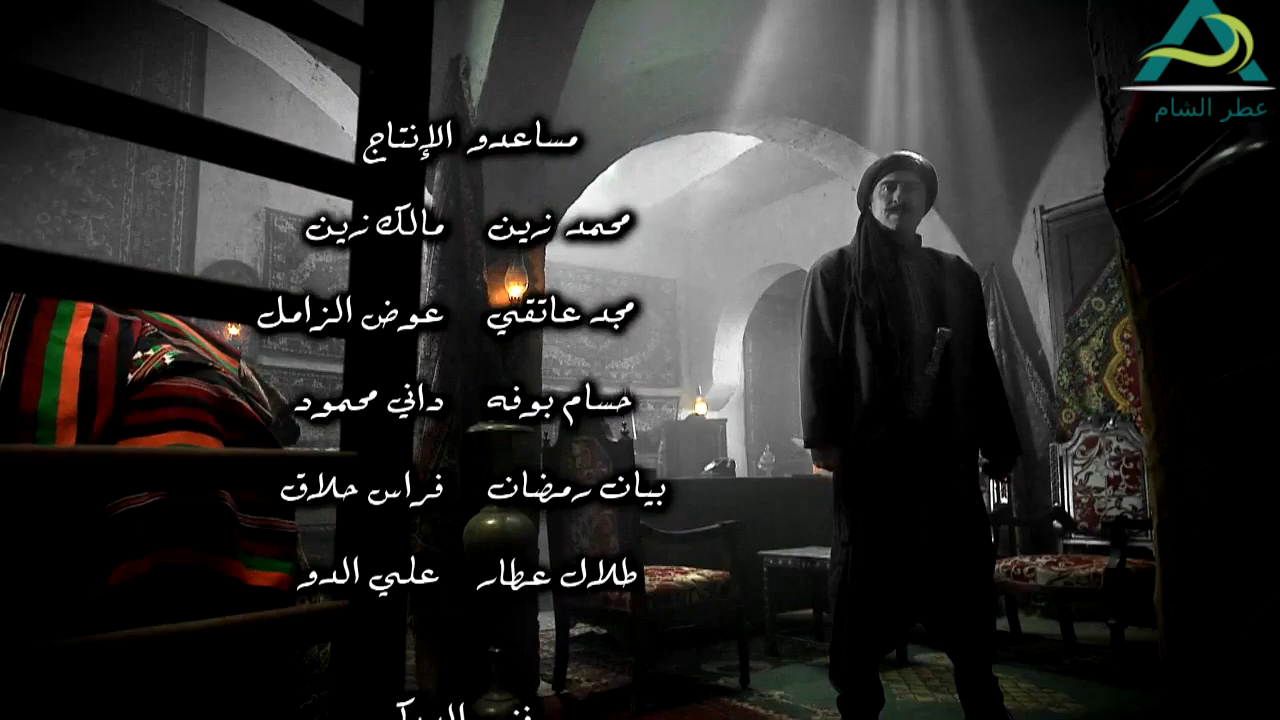 عطر الشام
مساعدو الإنتاج
محمد زين مالك زين
مجد عاتقي عوض الزامل
حسام بوفه داني محمود
بيان رمضان فراس حلاق
طلال عطار علي الدو